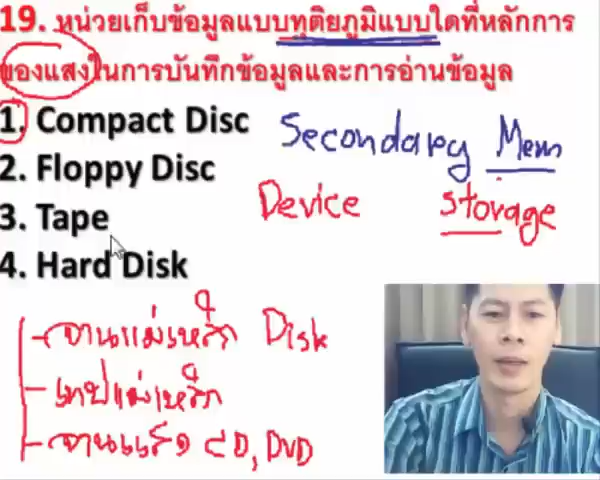 19. หน่วยเก็บข้อมูลแบบทุติยภูมิแบบใดที่หลักการ
ของแสงในการบันทึกข้อมูลและการอ่านข้อมูล
1. Compact Disc
Secondary Mem
2. Floppy Disc
Device storage
3. Tape
4. Hard Disk
จานแม่เหล็ก Disk
เทปแม่เหล็ก
จานแสง CD, DVD